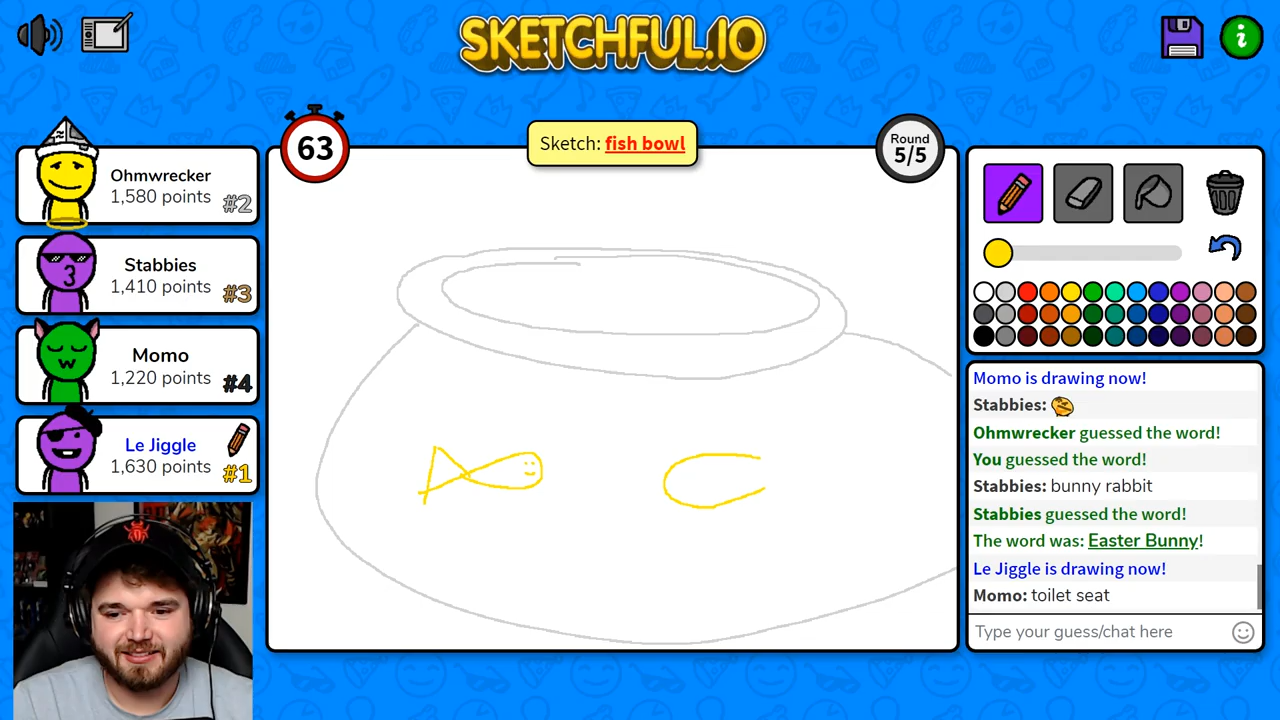 SKETCHFUL.IO
63
Sketch: fish bowl
Round
5/5
Ohmwrecker
1,580 points
#2
Stabbies
1,410 points
#3
Momo
1,220 points
#4
Le Jiggle
1,630 points
#1
Momo is drawing now!
Stabbies:
Ohmwrecker guessed the word!
You guessed the word!
Stabbies: bunny rabbit
Stabbies guessed the word!
The word was: Easter Bunny!
Le Jiggle is drawing now!
Momo: toilet seat
Type your guess/chat here